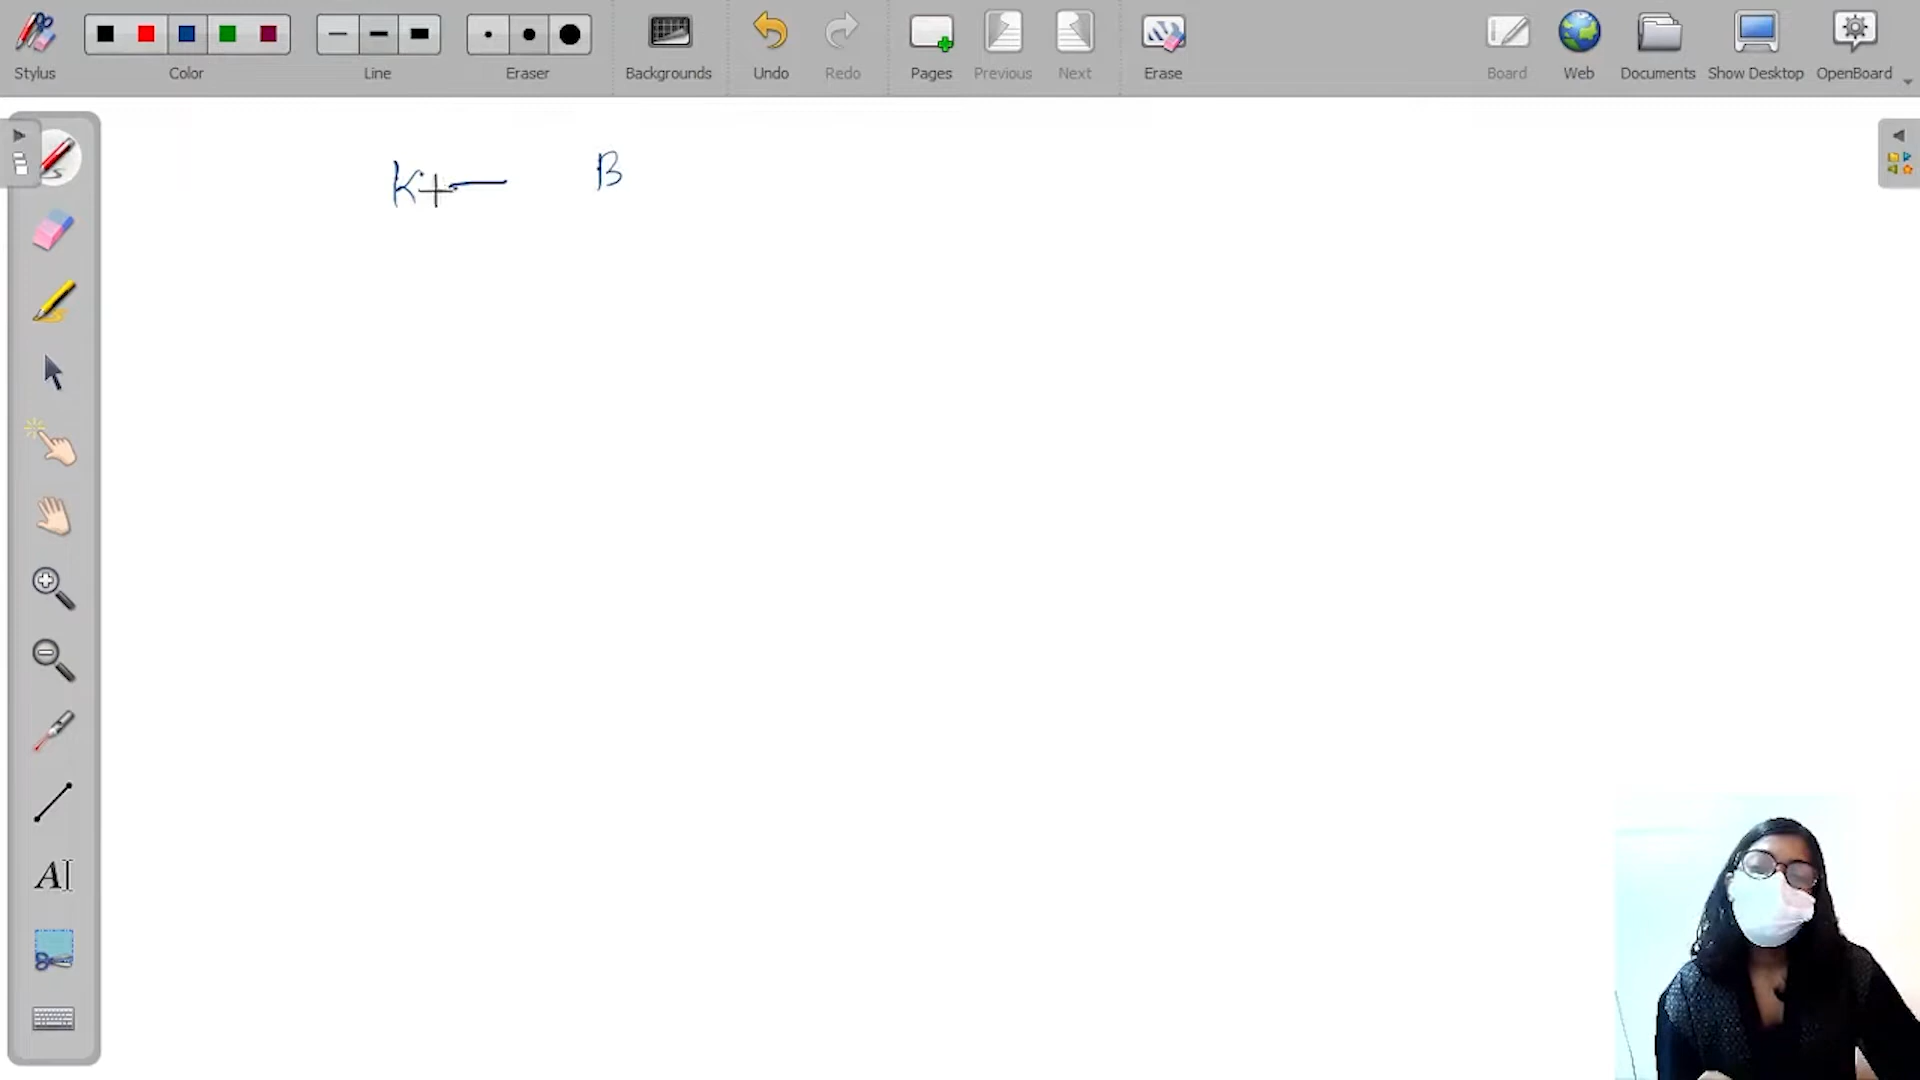 Stylus Color Line Eraser Backgrounds Undo Redo Pages Previous Next Erase Board Web Documents Show Desktop OpenBoard
K — B
A